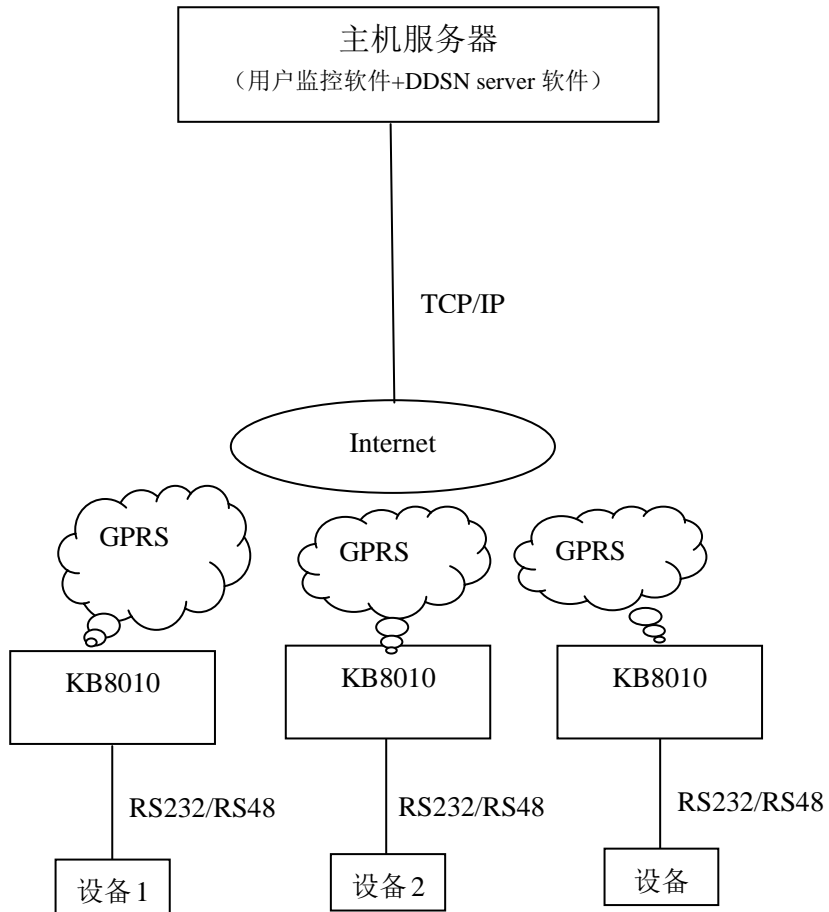 主机服务器
（用户监控软件+DDSN server 软件）
TCP/IP
Internet
GPRS
GPRS
GPRS
KB8010
KB8010
KB8010
RS232/RS48
RS232/RS48
RS232/RS48
设备 1
设备 2
设备